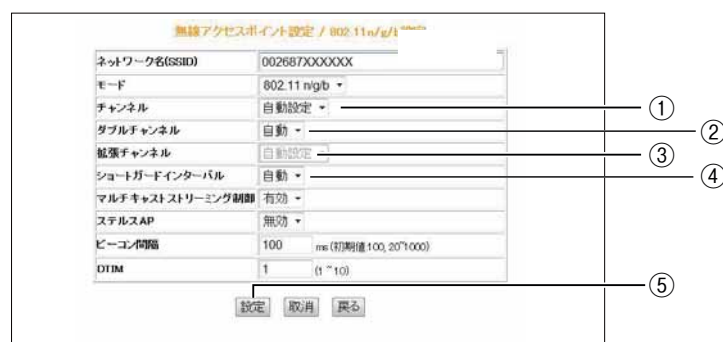 無線アクセスポイント設定 / 802.11n/g/b
ネットワーク名(SSID) 002687XXXXXX
モード 802.11 n/g/b
チャンネル 自動設定 ①
ダブルチャンネル 自動 ②
拡張チャンネル 自動設定 ③
ショートガードインターバル 自動 ④
マルチキャストストリーミング制御 有効
ステルスAP 無効
ビーコン間隔 100 ms (初期値:100, 20~1000)
DTIM 1 (1 ~ 10)
⑤
設定 取消 戻る